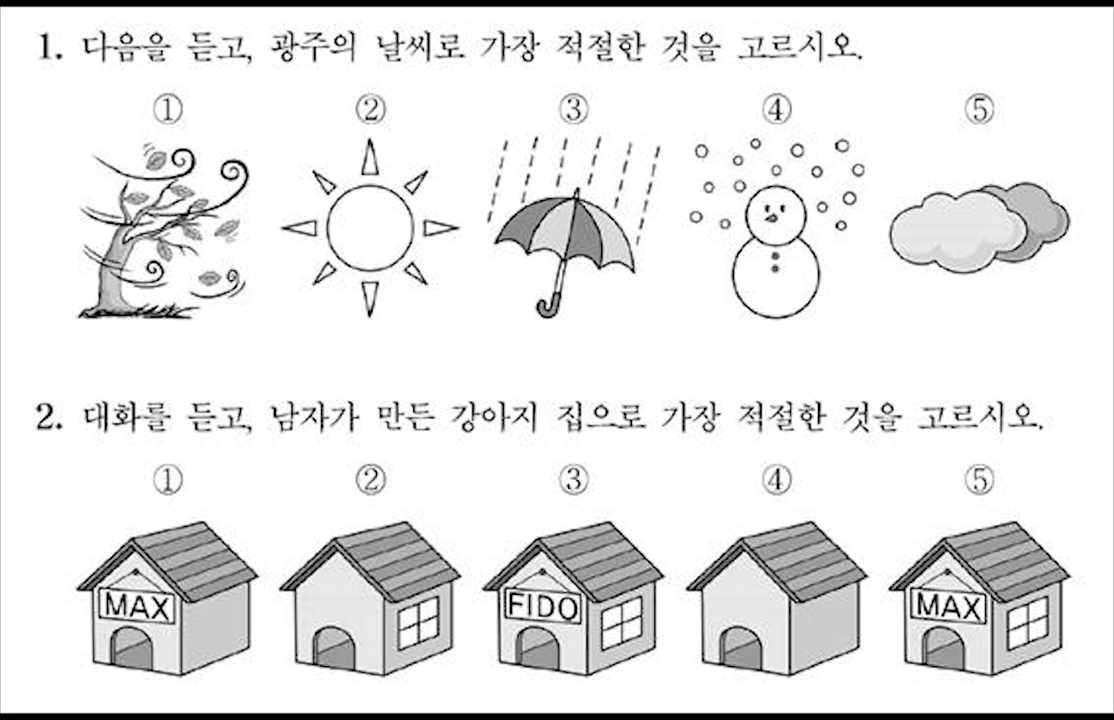 1. 다음을 듣고, 광주의 날씨로 가장 적절한 것을 고르시오.
① ② ③ ④ ⑤
2. 대화를 듣고, 남자가 만든 강아지 집으로 가장 적절한 것을 고르시오.
① ② ③ ④ ⑤
MAX FIDO MAX